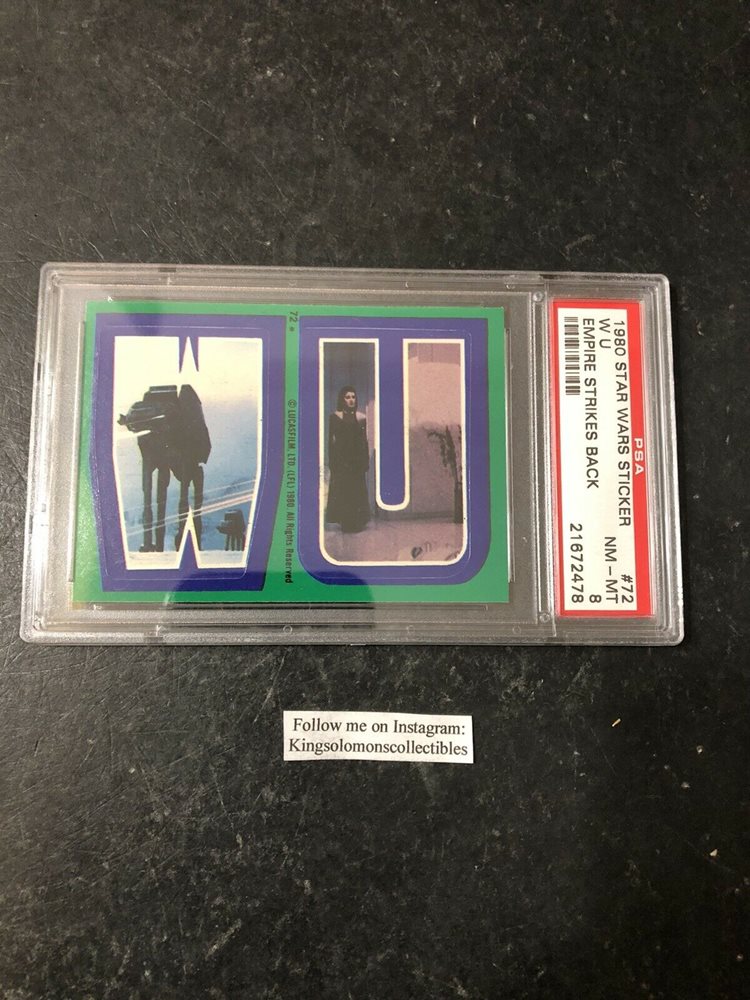 1980 STAR WARS STICKER #72
W U NM - MT
EMPIRE STRIKES BACK 8
21672478
PSA
W U
72
© LUCASFILM, LTD. (LFL) 1980. All Rights Reserved
Follow me on Instagram:
Kingsolomonscollectibles